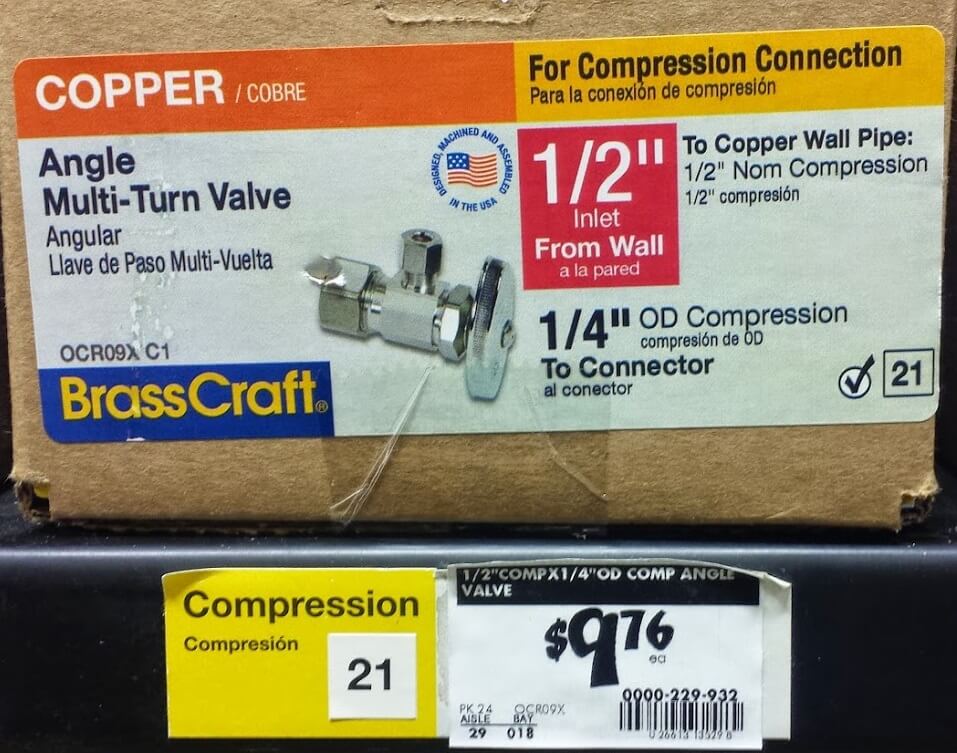 COPPER / COBRE
For Compression Connection
Para la conexión de compresión
Angle
Multi-Turn Valve
Angular
Llave de Paso Multi-Vuelta
DESIGNED, MACHINED AND ASSEMBLED
IN THE USA
1/2"
Inlet
From Wall
a la pared
To Copper Wall Pipe:
1/2" Nom Compression
1/2" compresión
1/4" OD Compression
compresión de OD
To Connector
al conector
21
OCR09X C1
BrassCraft®
Compression
Compresión
21
1/2"COMPX1/4"OD COMP ANGLE
VALVE
$976
ea
0000-229-932
PK 24 OCR09X
AISLE BAY
29 018